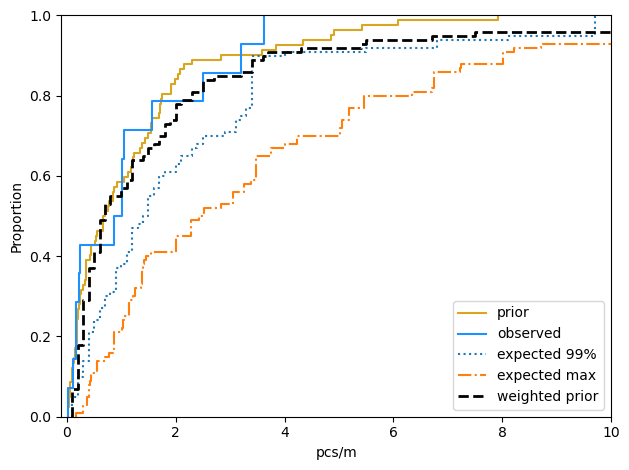 1.0
0.8
0.6
0.4
0.2
0.0
Proportion
0
2
4
6
8
10
pcs/m
prior
observed
expected 99%
expected max
weighted prior